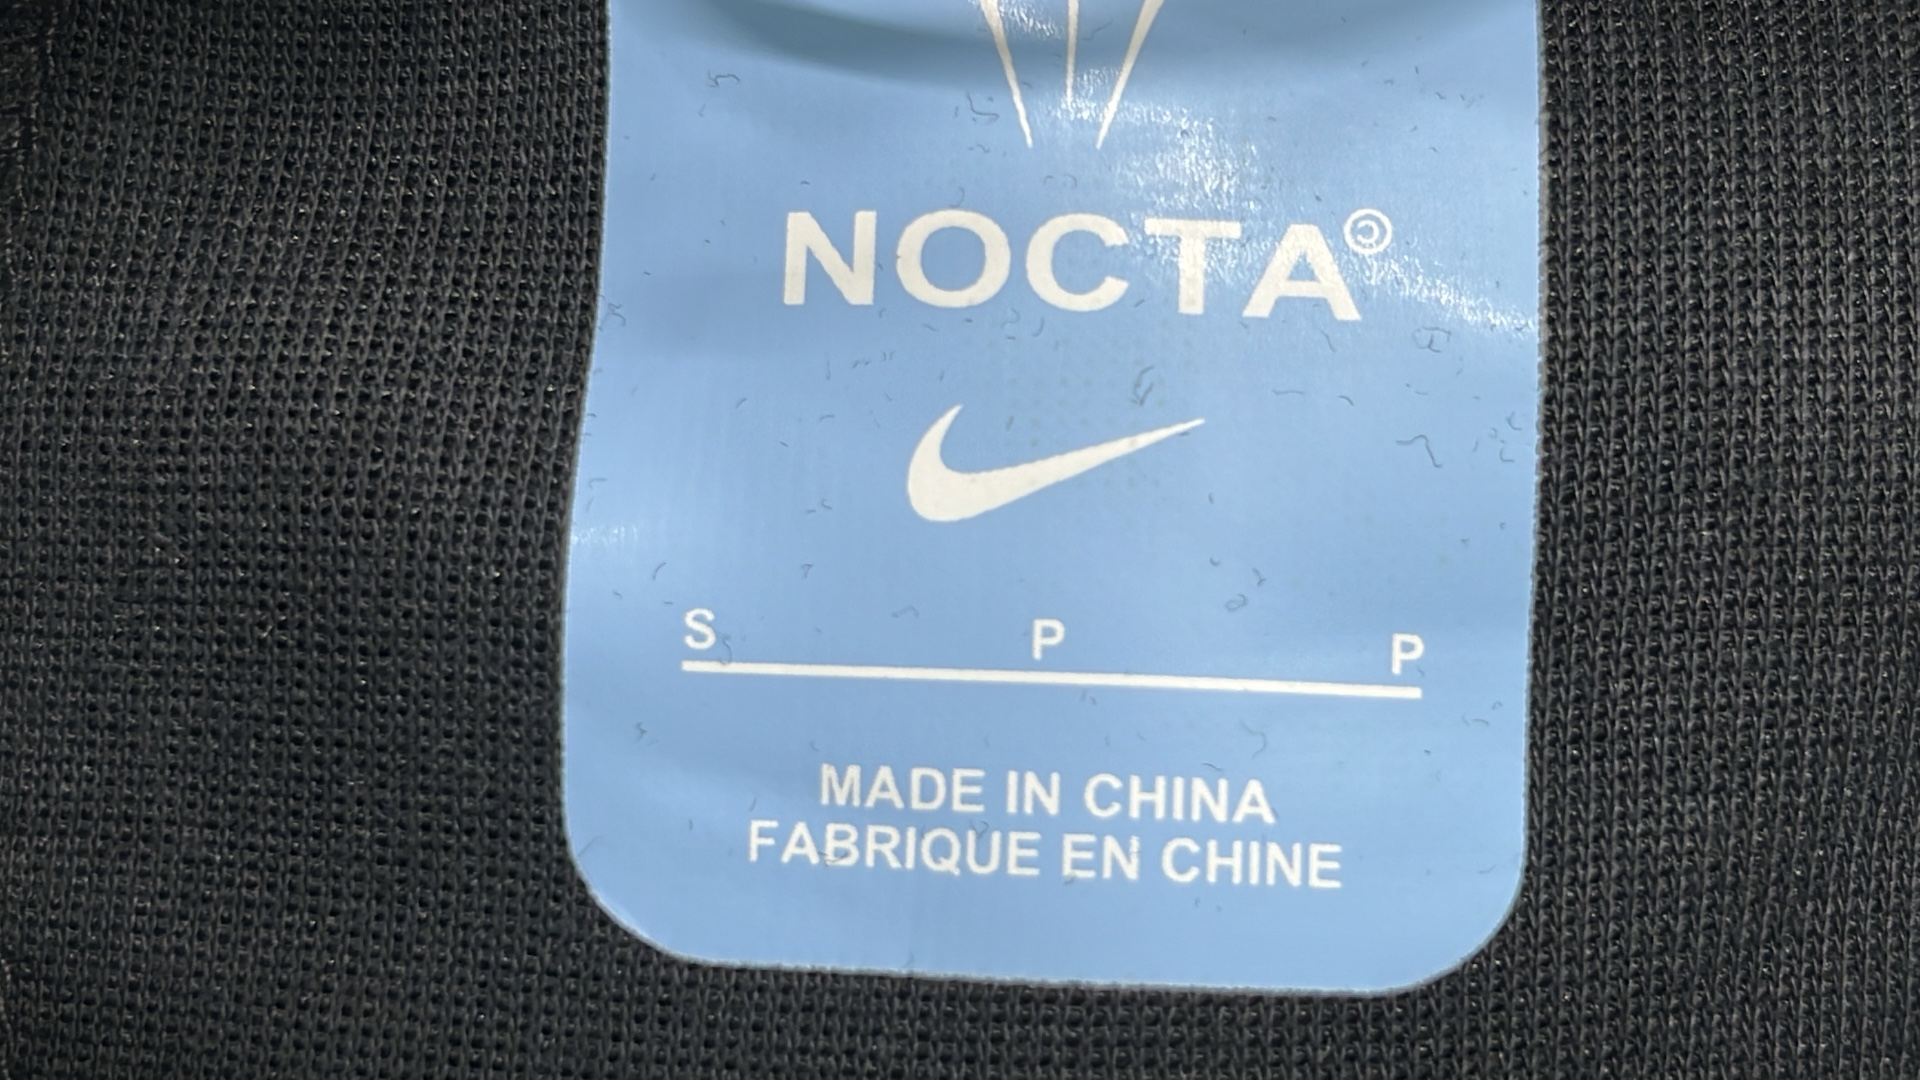 NOCTA©
S P P
MADE IN CHINA
FABRIQUE EN CHINE